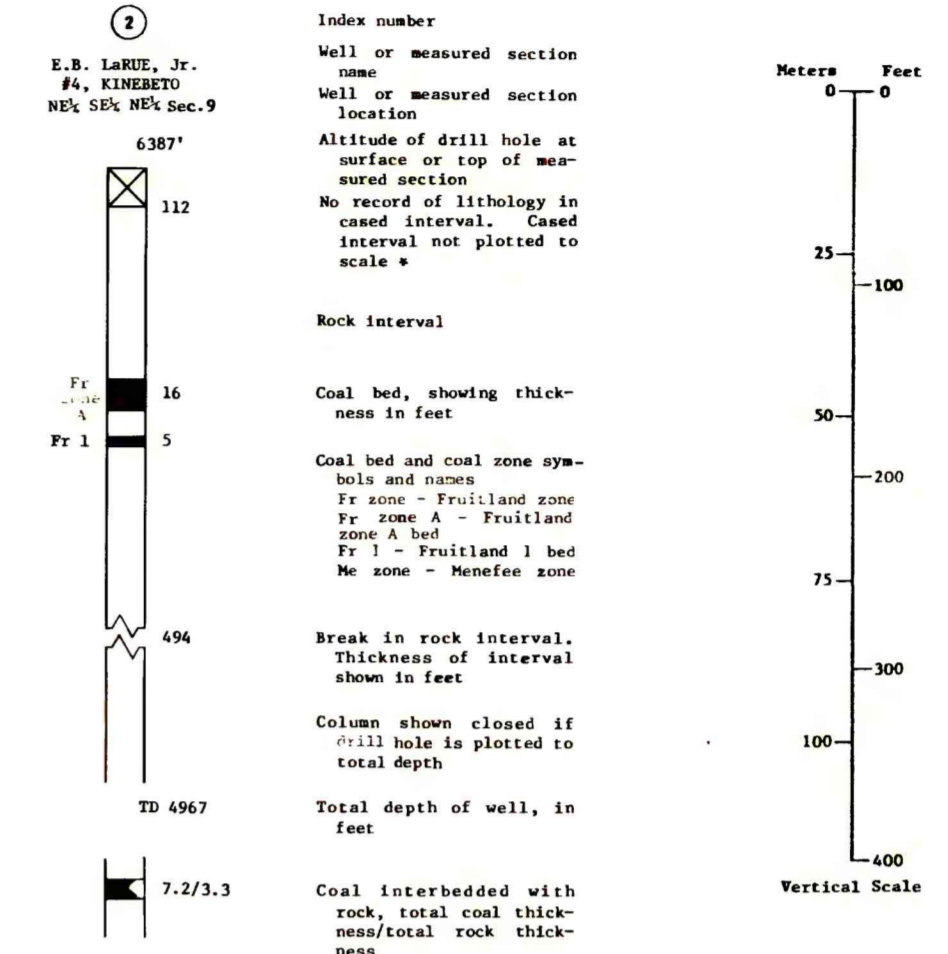 2
E.B. LaRUE, Jr.
#4, KINEBETO
NE¼ SE¼ NE¼ Sec.9
6387'
112
Fr
A
16
Fr 1
5
494
TD 4967
7.2/3.3
Index number
Well or measured section
name
Well or measured section
location
Altitude of drill hole at
surface or top of mea-
sured section
No record of lithology in
cased interval. Cased
interval not plotted to
scale *
Rock interval
Coal bed, showing thick-
ness in feet
Coal bed and coal zone sym-
bols and names
Fr zone - Fruitland zone
Fr zone A - Fruitland
zone A bed
Fr 1 - Fruitland 1 bed
Me zone - Menefee zone
Break in rock interval.
Thickness of interval
shown in feet
Column shown closed if
drill hole is plotted to
total depth
Total depth of well, in
feet
Coal interbedded with
rock, total coal thick-
ness/total rock thick-
ness
Meters Feet
0 0
25
100
50
200
75
300
100
400
Vertical Scale